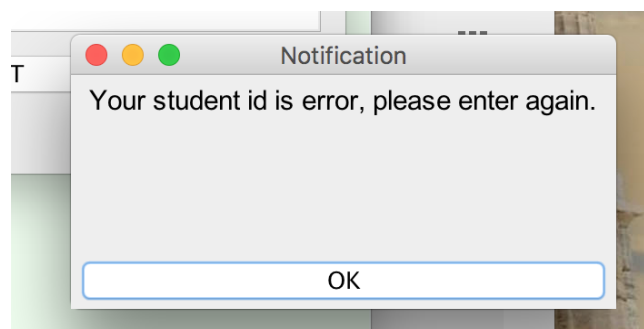 Notification
T
Your student id is error, please enter again.
OK